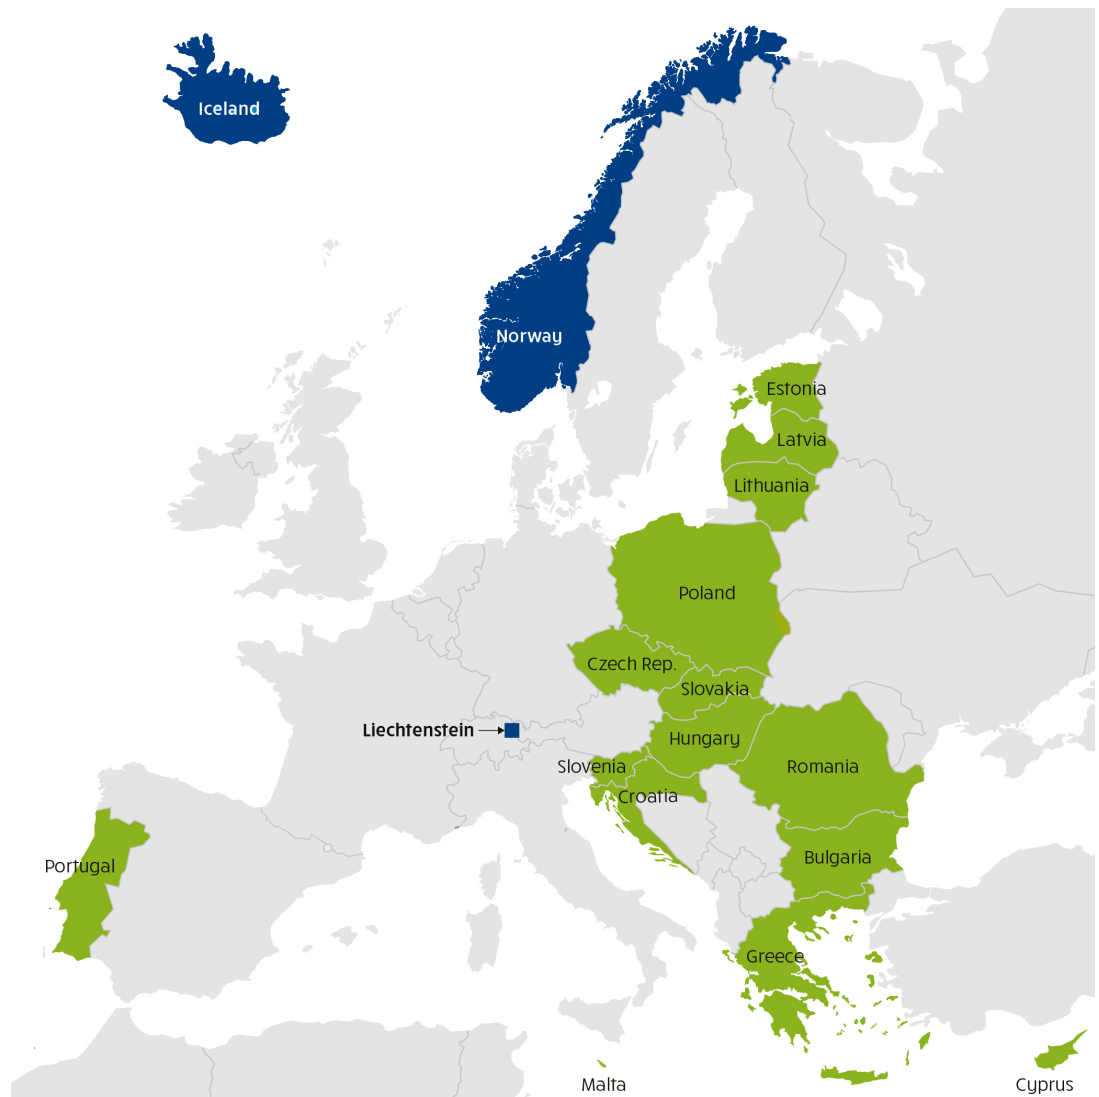 Iceland
Norway
Estonia
Latvia
Lithuania
Poland
Czech Rep.
Slovakia
Liechtenstein
Hungary
Slovenia
Romania
Croatia
Bulgaria
Portugal
Greece
Malta
Cyprus